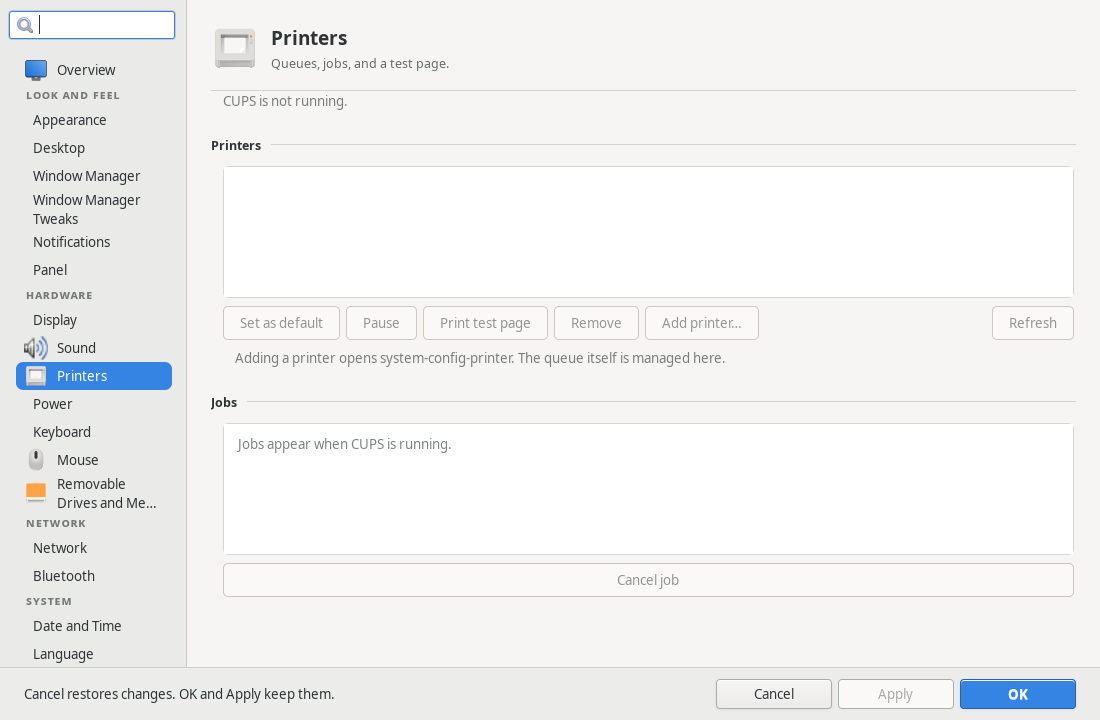 Overview
LOOK AND FEEL
Appearance
Desktop
Window Manager
Window Manager
Tweaks
Notifications
Panel
HARDWARE
Display
Sound
Printers
Power
Keyboard
Mouse
Removable
Drives and Me...
NETWORK
Network
Bluetooth
SYSTEM
Date and Time
Language
Printers
Queues, jobs, and a test page.
CUPS is not running.
Printers
Set as default
Pause
Print test page
Remove
Add printer...
Refresh
Adding a printer opens system-config-printer. The queue itself is managed here.
Jobs
Jobs appear when CUPS is running.
Cancel job
Cancel restores changes. OK and Apply keep them.
Cancel
Apply
OK